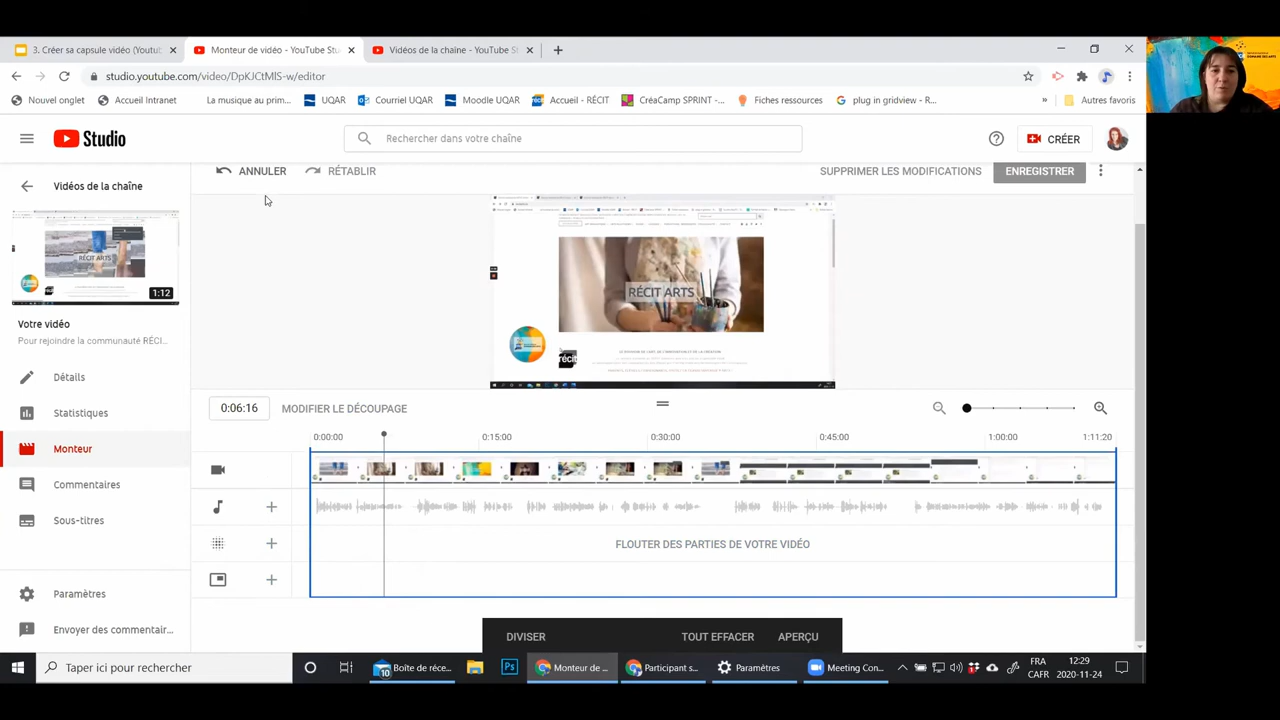 3. Créer sa capsule vidéo (Youtub
Monteur de vidéo - YouTube Stu
Vidéos de la chaîne - YouTube St
studio.youtube.com/video/DpKJCtMlS-w/editor
Nouvel onglet
Accueil Intranet
La musique au prim...
UQAR
Courriel UQAR
Moodle UQAR
Accueil - RÉCIT
CréaCamp SPRINT -...
Fiches ressources
plug in gridview - R...
»
Autres favoris
Studio
Rechercher dans votre chaîne
CRÉER
Vidéos de la chaîne
ANNULER
RÉTABLIR
SUPPRIMER LES MODIFICATIONS
ENREGISTRER
RÉCIT ARTS
1:12
RÉCIT ARTS
récit
Votre vidéo
Pour rejoindre la communauté RÉCI...
Détails
Statistiques
Monteur
Commentaires
Sous-titres
Paramètres
Envoyer des commentair...
0:06:16
MODIFIER LE DÉCOUPAGE
0:00:00
0:15:00
0:30:00
0:45:00
1:00:00
1:11:20
FLOUTER DES PARTIES DE VOTRE VIDÉO
DIVISER
TOUT EFFACER
APERÇU
Taper ici pour rechercher
10
Boîte de réce...
Ps
Monteur de ...
Participant s...
Paramètres
Meeting Con...
FRA
CAFR
12:29
2020-11-24